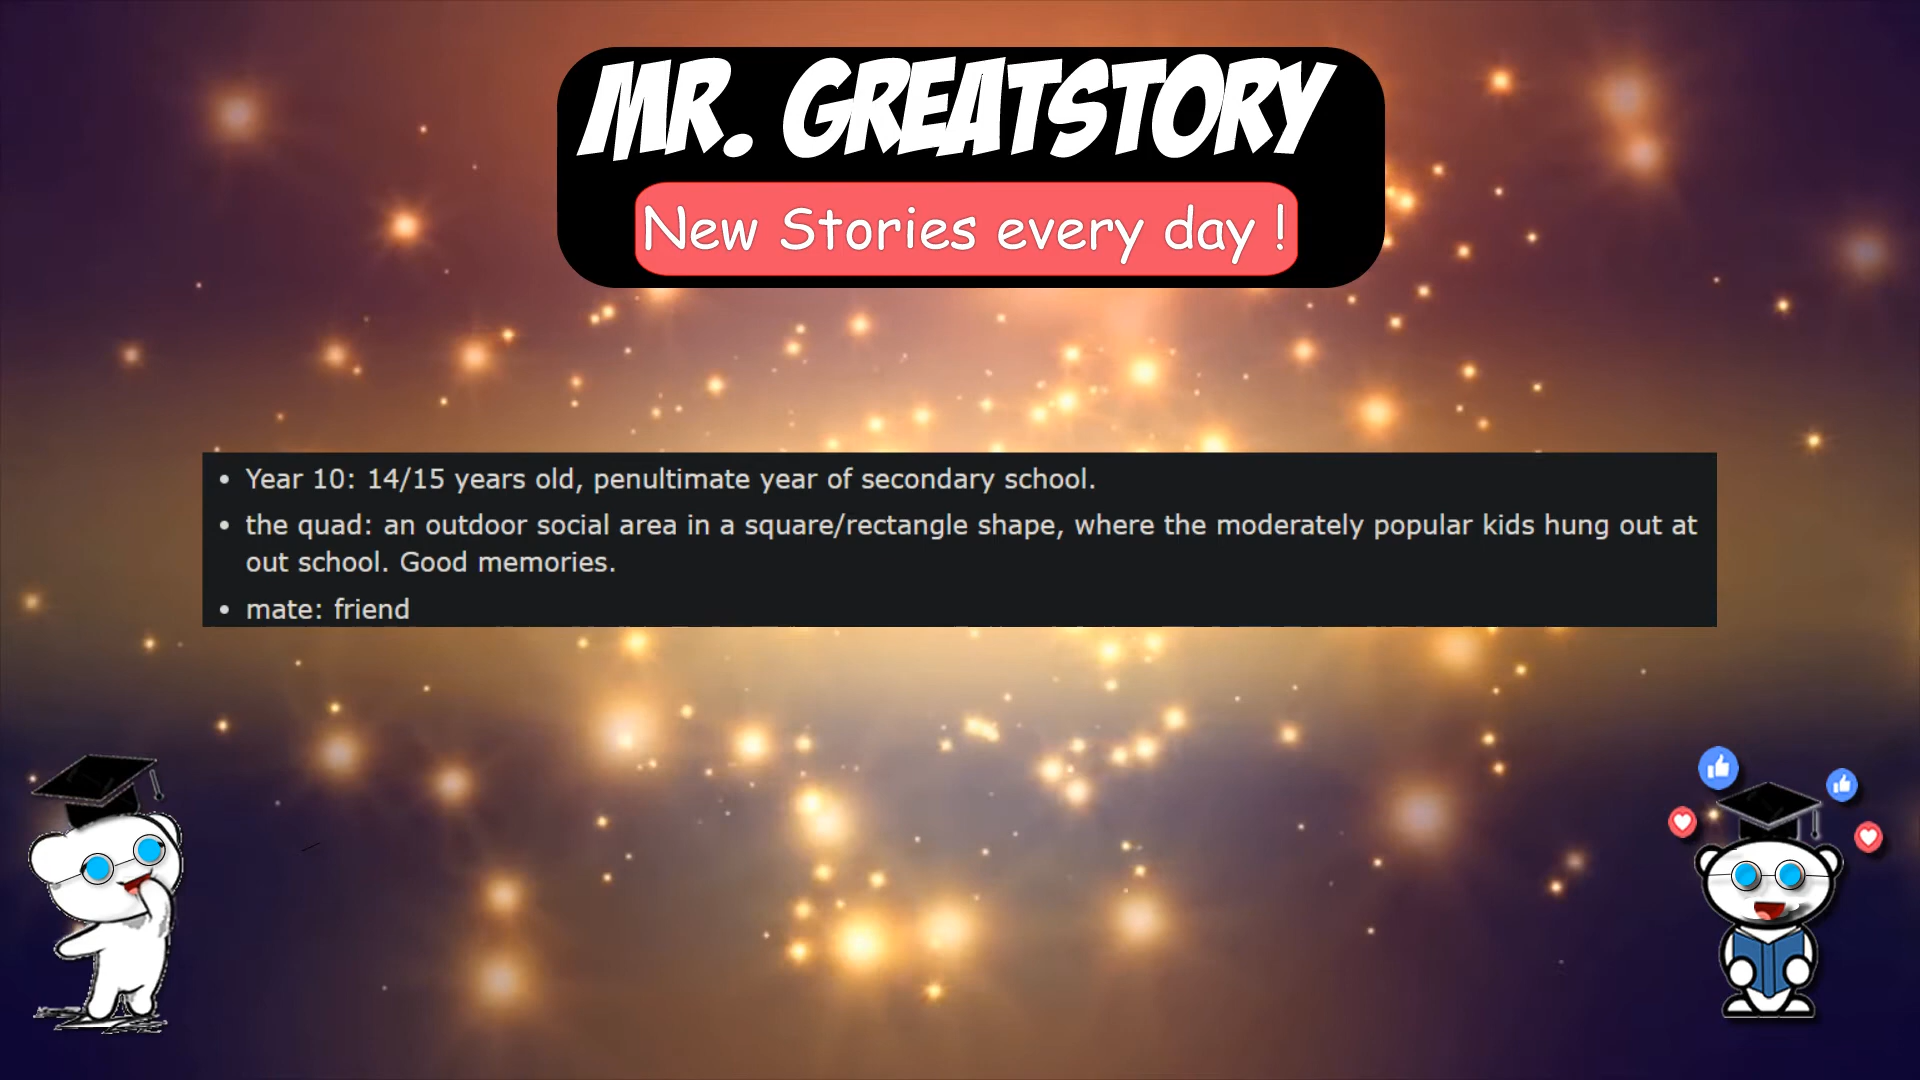 MR. GREATSTORY
New Stories every day !
• Year 10: 14/15 years old, penultimate year of secondary school.
• the quad: an outdoor social area in a square/rectangle shape, where the moderately popular kids hung out at
out school. Good memories.
• mate: friend